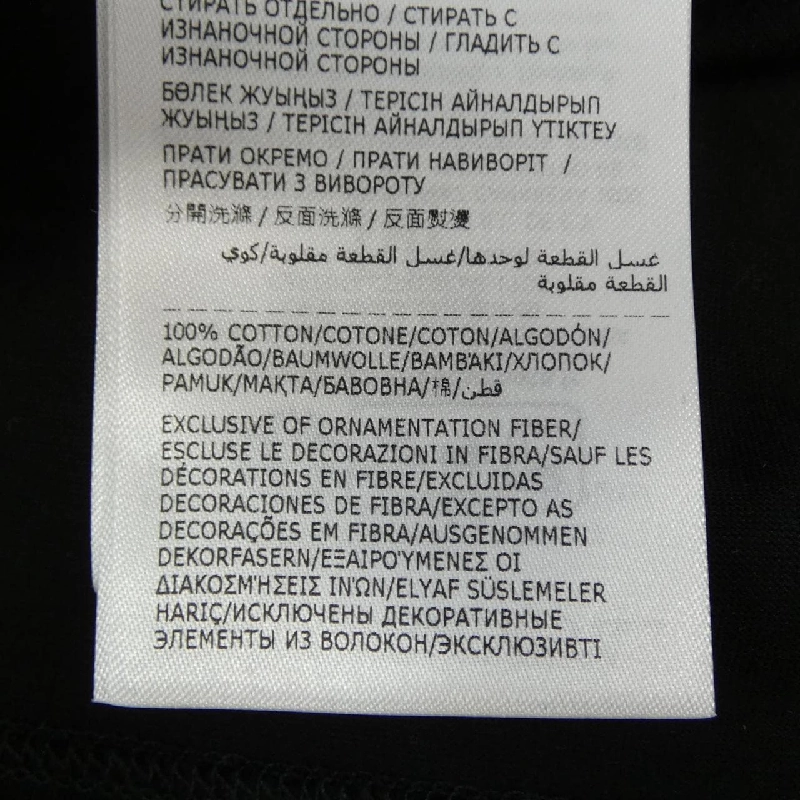 СТИРАТЬ ОТДЕЛЬНО / СТИРАТЬ С
ИЗНАНОЧНОЙ СТОРОНЫ / ГЛАДИТЬ С
ИЗНАНОЧНОЙ СТОРОНЫ
БӨЛЕК ЖУЫҢЫЗ / ТЕРІСІН АЙНАЛДЫРЫП
ЖУЫҢЫЗ / ТЕРІСІН АЙНАЛДЫРЫП ҮТІКТЕУ
ПРАТИ ОКРЕМО / ПРАТИ НАВИВОРІТ /
ПРАСУВАТИ З ВИВОРОТУ
分開洗滌 / 反面洗滌 / 反面熨燙
غسل القطعة لوحدها/غسل القطعة مقلوبة/كوي
القطعة مقلوبة
100% COTTON/COTONE/COTON/ALGODÓN/
ALGODÃO/BAUMWOLLE/ΒΑΜΒΆΚΙ/ХЛОПОК/
PAMUK/МАҚТА/БАВОВНА/棉/قطن
EXCLUSIVE OF ORNAMENTATION FIBER/
ESCLUSE LE DECORAZIONI IN FIBRA/SAUF LES
DÉCORATIONS EN FIBRE/EXCLUIDAS
DECORACIONES DE FIBRA/EXCEPTO AS
DECORAÇÕES EM FIBRA/AUSGENOMMEN
DEKORFASERN/ΕΞΑΙΡΟΎΜΕΝΕΣ ΟΙ
ΔΙΑΚΟΣΜΉΣΕΙΣ ΙΝΏΝ/ELYAF SÜSLEMELER
HARIÇ/ИСКЛЮЧЕНЫ ДЕКОРАТИВНЫЕ
ЭЛЕМЕНТЫ ИЗ ВОЛОКОН/ЭКСКЛЮЗИВТІ